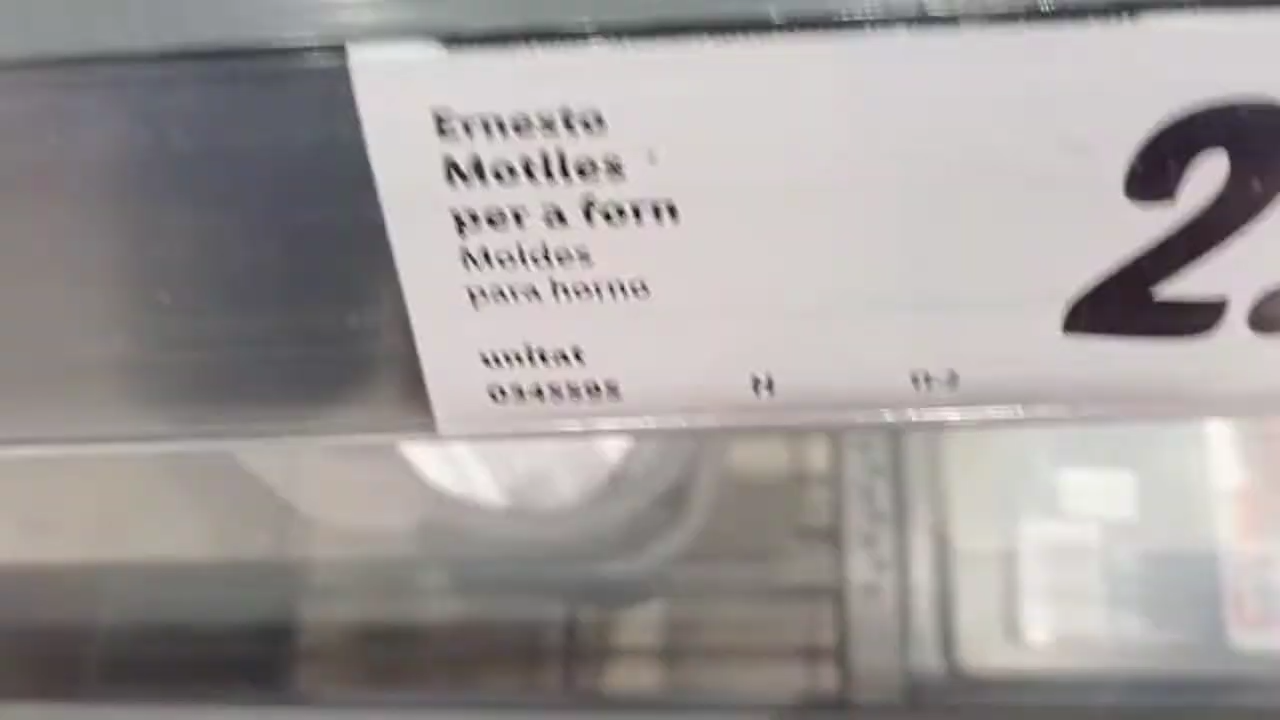 Ernesto
Motlles
per a forn
Moldes
para horno
unitat
2.
N